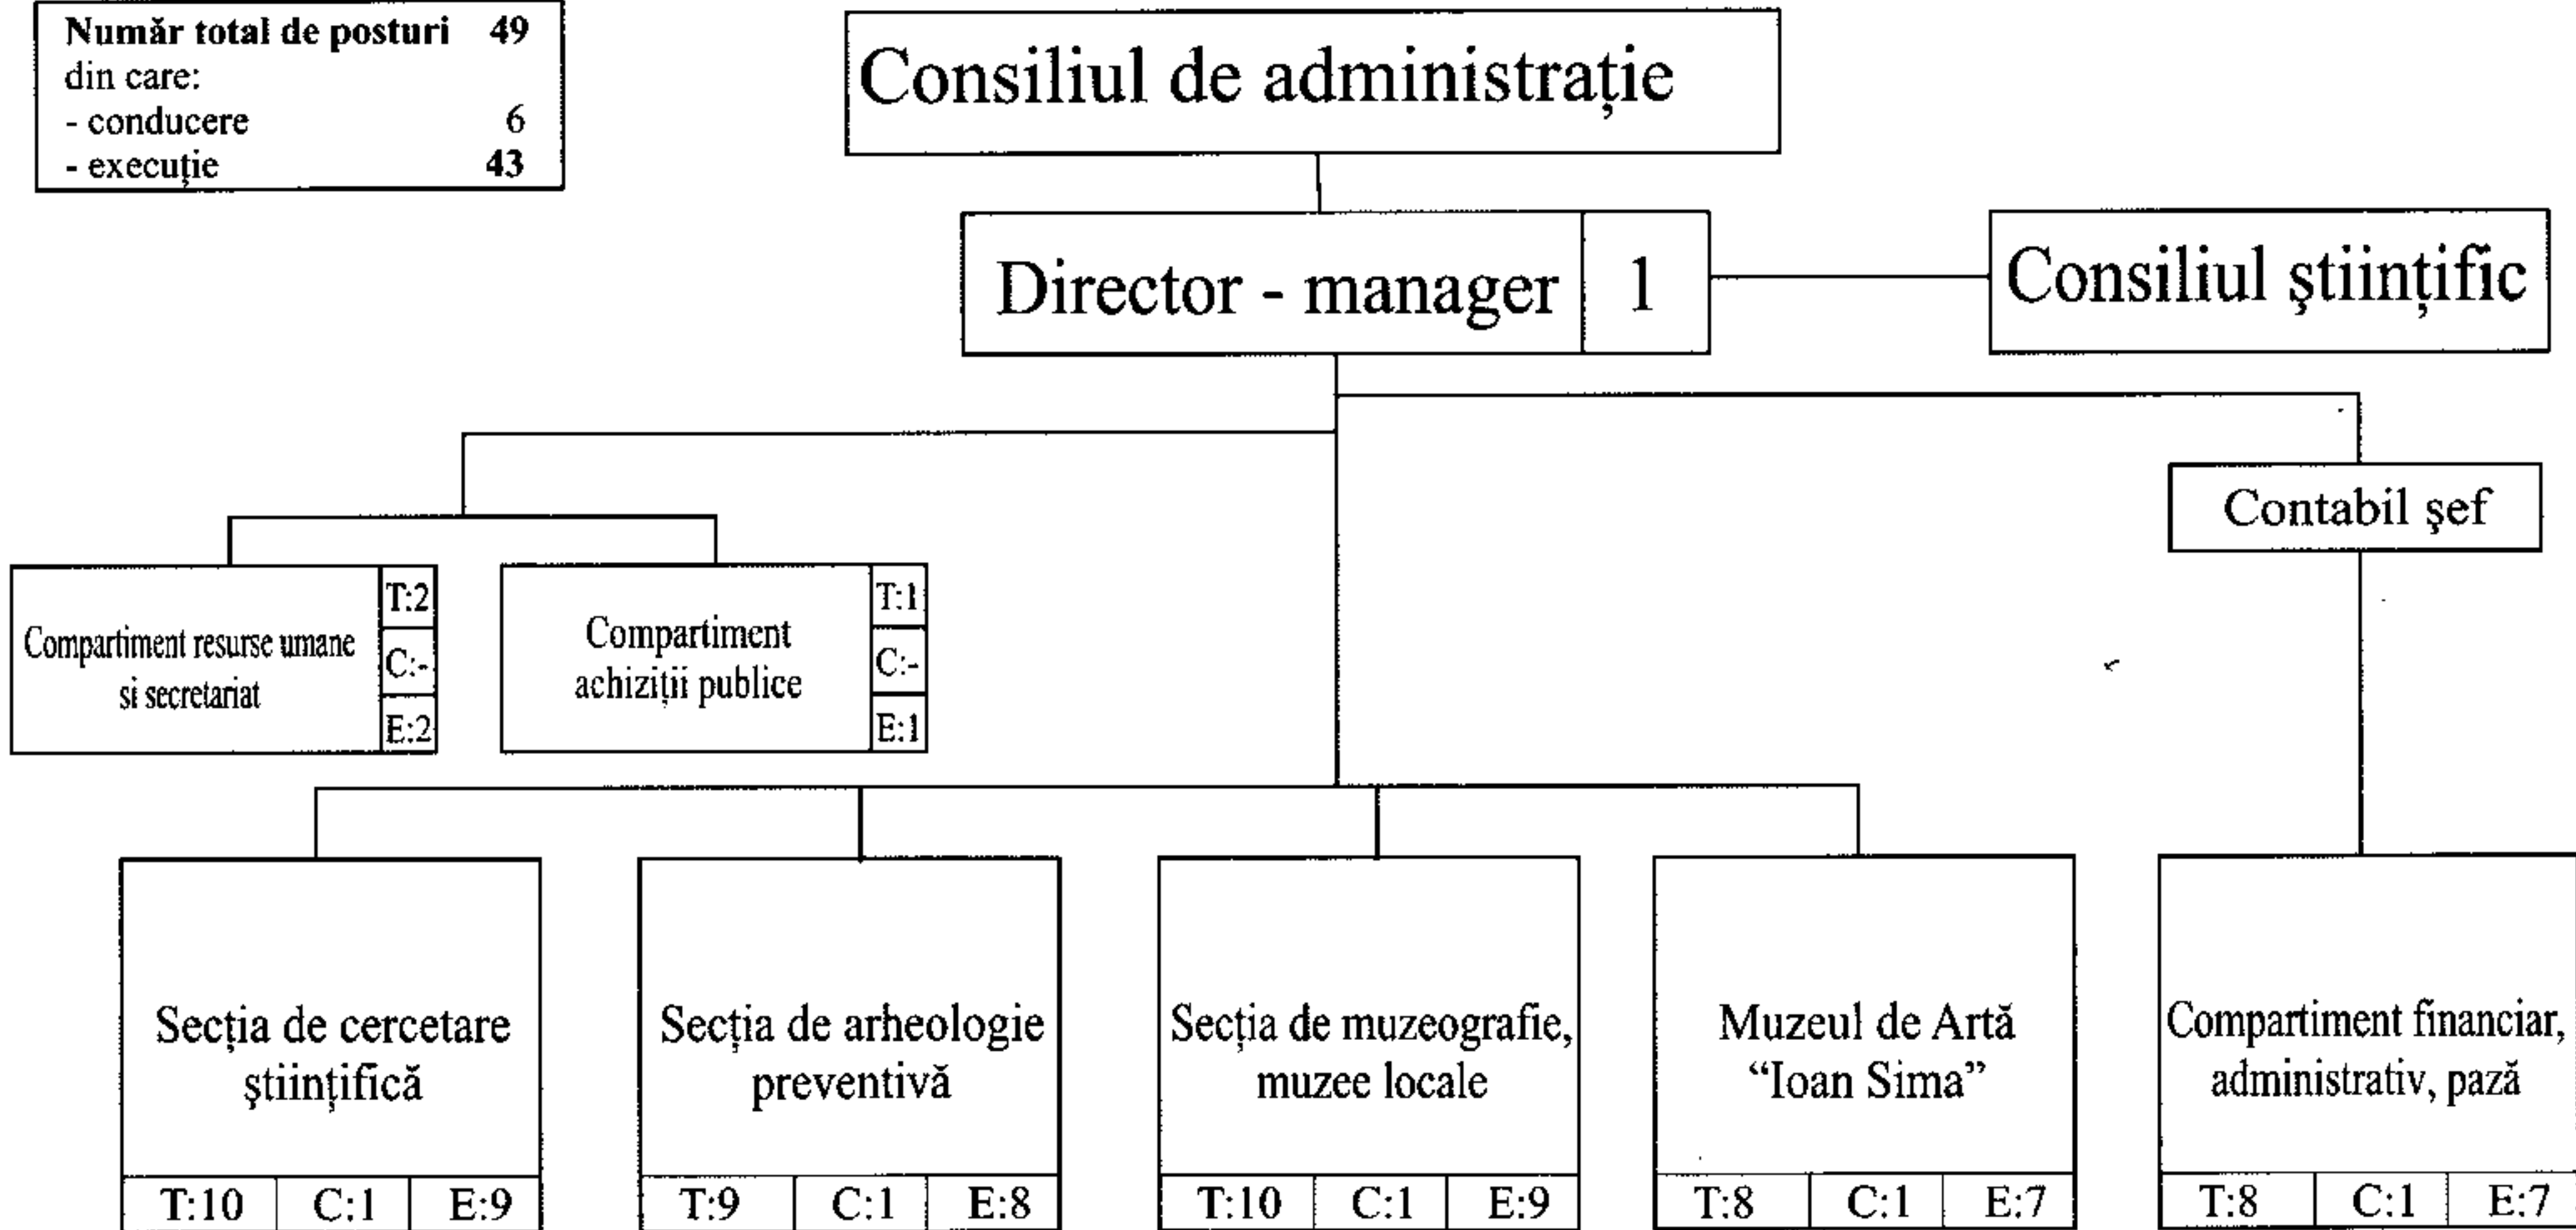 Număr total de posturi 49
din care:
- conducere 6
- execuție 43
Consiliul de administrație
Director - manager 1
Consiliul ştiințific
Contabil şef
Compartiment resurse umane
si secretariat
T:2
C:-
E:2
Compartiment
achiziții publice
T:1
C:-
E:1
Secția de cercetare
ştiințifică
T:10 C:1 E:9
Secția de arheologie
preventivă
T:9 C:1 E:8
Secția de muzeografie,
muzee locale
T:10 C:1 E:9
Muzeul de Artă
“Ioan Sima”
T:8 C:1 E:7
Compartiment financiar,
administrativ, pază
T:8 C:1 E:7